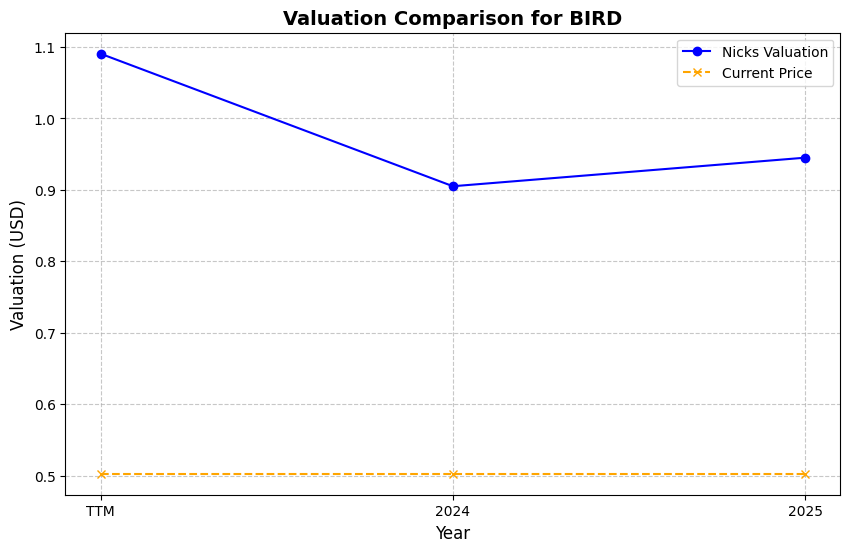 Valuation Comparison for BIRD
Nicks Valuation
Current Price
Valuation (USD)
1.1
1.0
0.9
0.8
0.7
0.6
0.5
TTM
2024
2025
Year